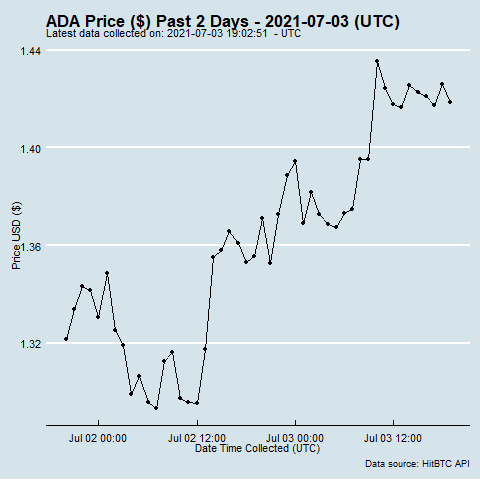 ADA Price ($) Past 2 Days - 2021-07-03 (UTC)
Latest data collected on: 2021-07-03 19:02:51  - UTC
1.44
1.40
1.36
1.32
Price USD ($)
Jul 02 00:00
Jul 02 12:00
Jul 03 00:00
Jul 03 12:00
Date Time Collected (UTC)
Data source: HitBTC API